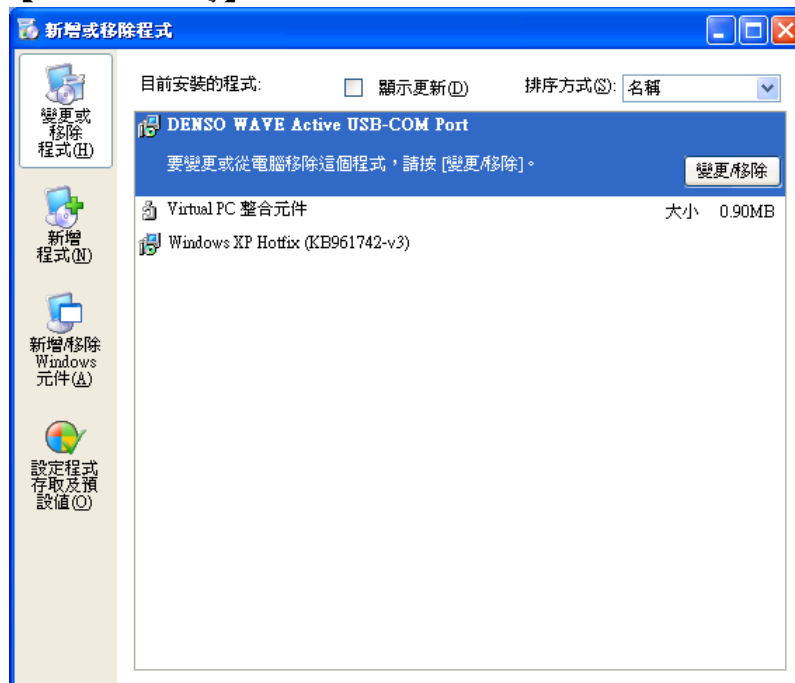 新增或移除程式
變更或
移除
程式(H)
新增
程式(N)
新增/移除
Windows
元件(A)
設定程式
存取及預
設值(O)
目前安裝的程式:
顯示更新(D)
排序方式(S):
名稱
DENSO WAVE Active USB-COM Port
要變更或從電腦移除這個程式，請按 [變更/移除]。
變更/移除
Virtual PC 整合元件
大小 0.90MB
Windows XP Hotfix (KB961742-v3)